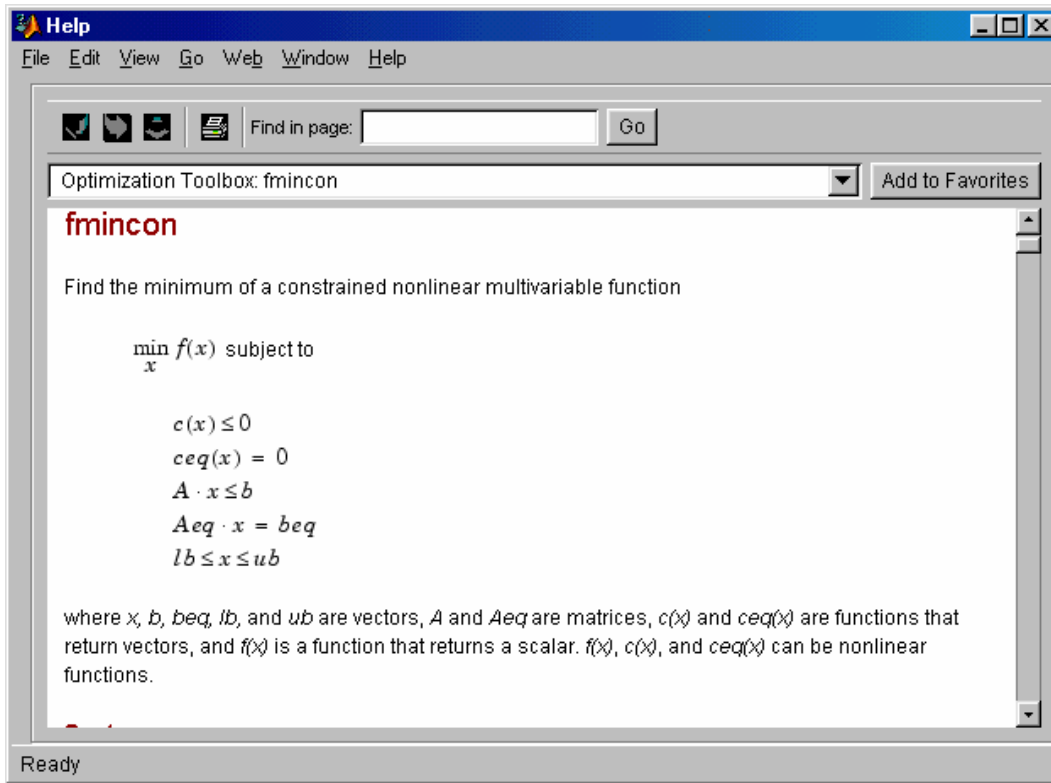 Help
File Edit View Go Web Window Help
Find in page: Go
Optimization Toolbox: fmincon Add to Favorites
fmincon
Find the minimum of a constrained nonlinear multivariable function
min f(x) subject to
x
c(x) ≤ 0
ceq(x) = 0
A · x ≤ b
Aeq · x = beq
lb ≤ x ≤ ub
where x, b, beq, lb, and ub are vectors, A and Aeq are matrices, c(x) and ceq(x) are functions that
return vectors, and f(x) is a function that returns a scalar. f(x), c(x), and ceq(x) can be nonlinear
functions.
Ready